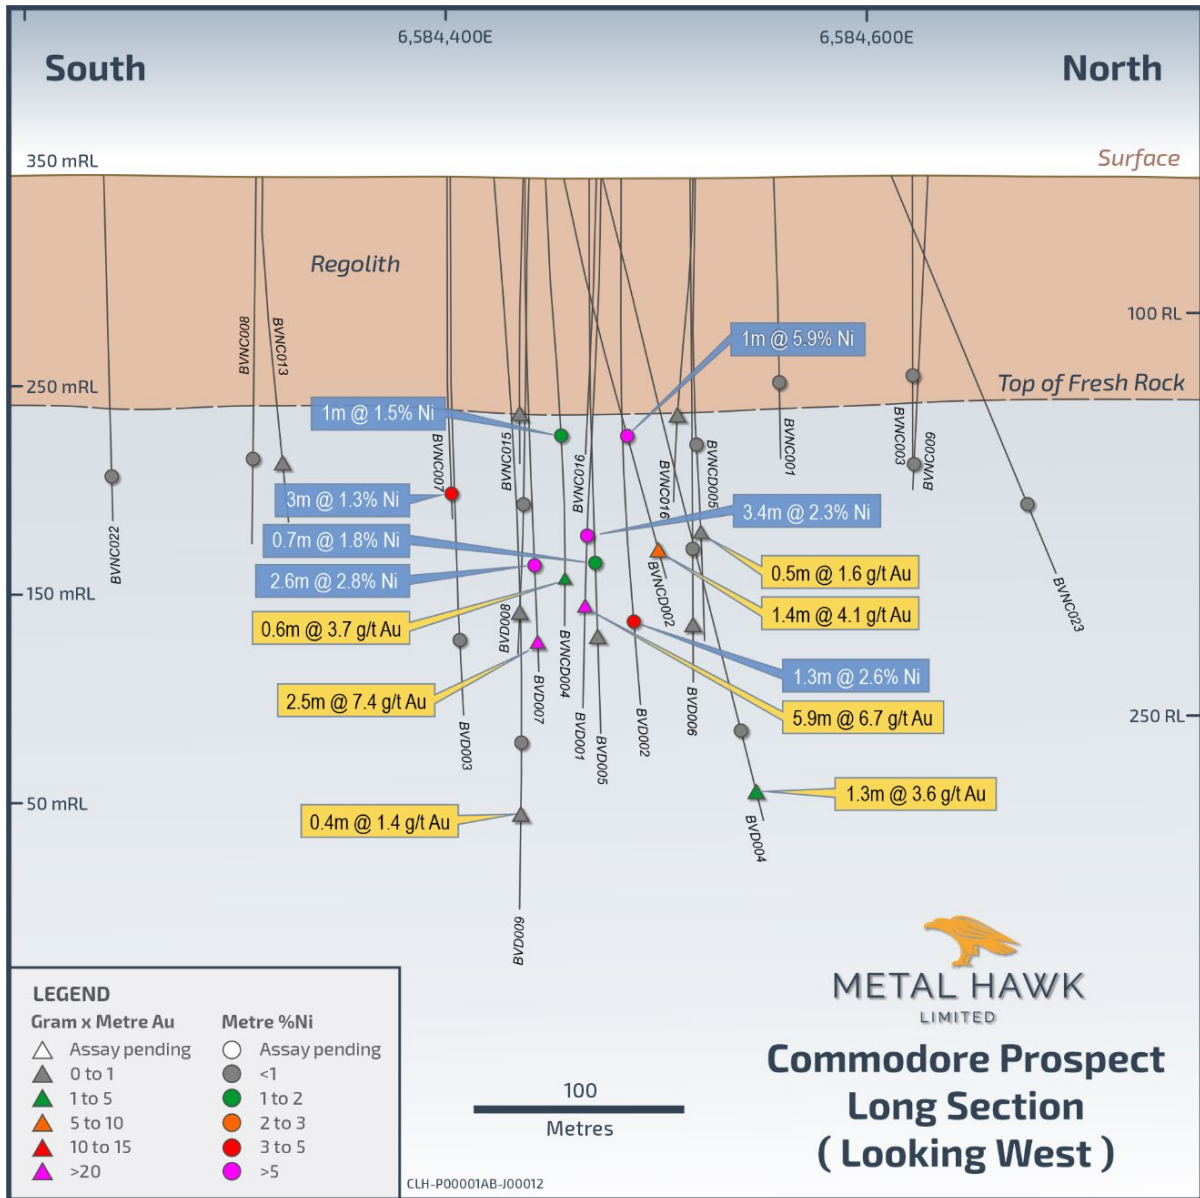 6,584,400E
6,584,600E
South
North
350 mRL
Surface
Regolith
100 RL
BVNC008
BVNC013
1m @ 5.9% Ni
250 mRL
Top of Fresh Rock
1m @ 1.5% Ni
BVNC007
BVNC015
BVNC016
BVNC016
BVNCD005
BVNC001
BVNC003
BVNC009
3m @ 1.3% Ni
3.4m @ 2.3% Ni
0.7m @ 1.8% Ni
BVNC022
2.6m @ 2.8% Ni
0.5m @ 1.6 g/t Au
150 mRL
BVNCD002
BVNC023
1.4m @ 4.1 g/t Au
0.6m @ 3.7 g/t Au
BVD008
BVNCD004
1.3m @ 2.6% Ni
2.5m @ 7.4 g/t Au
BVD007
BVD006
5.9m @ 6.7 g/t Au
250 RL
BVD003
BVD001
BVD005
BVD002
50 mRL
1.3m @ 3.6 g/t Au
0.4m @ 1.4 g/t Au
BVD004
BVD009
METAL HAWK
LIMITED
Commodore Prospect
Long Section
( Looking West )
100
Metres
LEGEND
Gram x Metre Au
Metre %Ni
Assay pending
Assay pending
0 to 1
<1
1 to 5
1 to 2
5 to 10
2 to 3
10 to 15
3 to 5
>20
>5
CLH-P00001AB-J00012